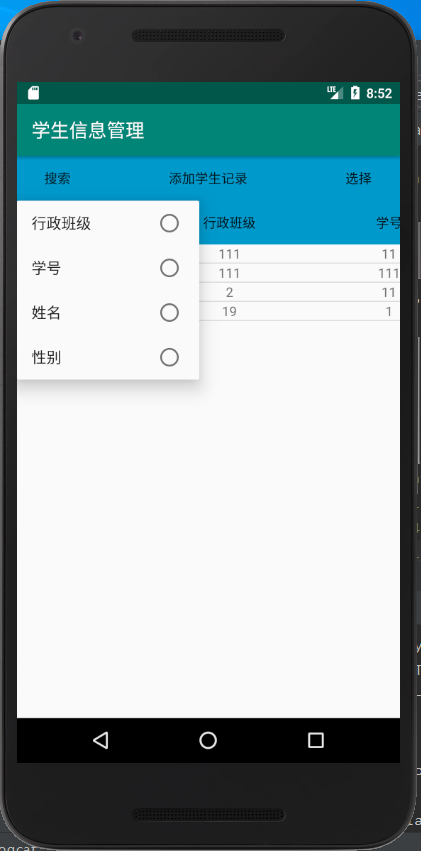 LTE 8:52
学生信息管理
搜索 添加学生记录 选择
行政班级 行政班级 学号
学号 111 11
111 111
姓名 2 11
19 1
性别